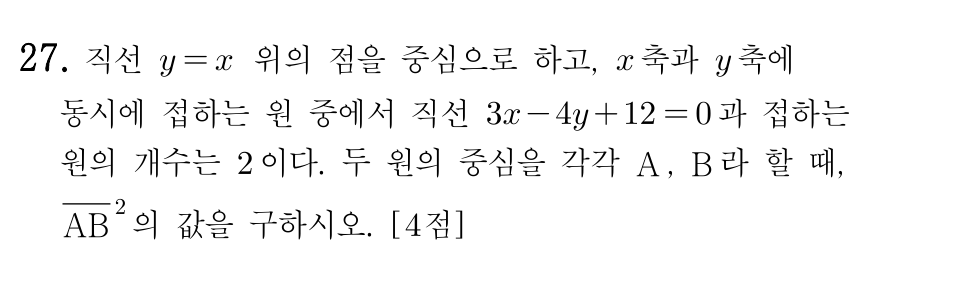 27. 직선 y=x 위의 점을 중심으로 하고, x축과 y축에
동시에 접하는 원 중에서 직선 3x-4y+12=0과 접하는
원의 개수는 2이다. 두 원의 중심을 각각 A, B라 할 때,
$\overline{AB}^2$의 값을 구하시오. [4점]